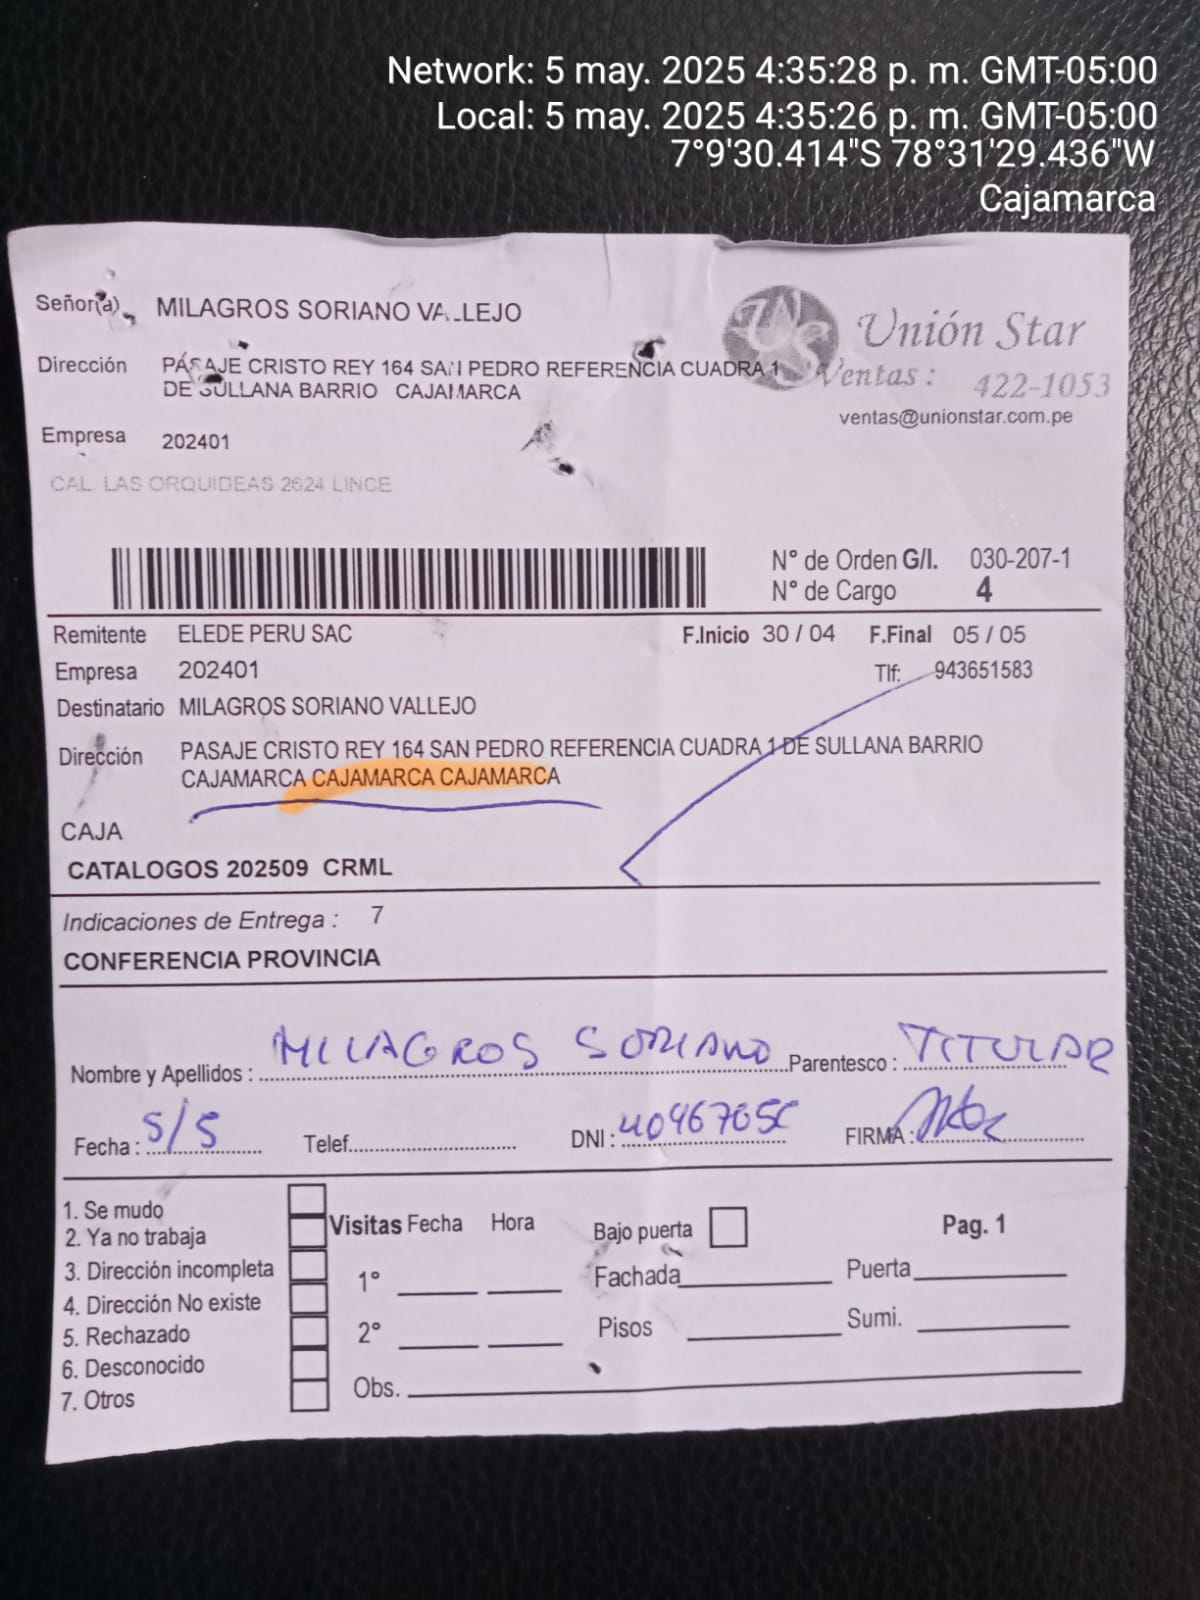 Network: 5 may. 2025 4:35:28 p. m. GMT-05:00
Local: 5 may. 2025 4:35:26 p. m. GMT-05:00
7°9'30.414"S 78°31'29.436"W
Cajamarca
Señor(a) MILAGROS SORIANO VALLEJO
Unión Star
Dirección PASAJE CRISTO REY 164 SAN PEDRO REFERENCIA CUADRA 1
DE SULLANA BARRIO CAJAMARCA
Ventas: 422-1053
ventas@unionstar.com.pe
Empresa 202401
CAL. LAS ORQUIDEAS 2624 LINCE
N° de Orden G/I. 030-207-1
N° de Cargo 4
Remitente ELEDE PERU SAC F.Inicio 30 / 04 F.Final 05 / 05
Empresa 202401 Tlf: 943651583
Destinatario MILAGROS SORIANO VALLEJO
Dirección PASAJE CRISTO REY 164 SAN PEDRO REFERENCIA CUADRA 1 DE SULLANA BARRIO
CAJAMARCA CAJAMARCA CAJAMARCA
CAJA
CATALOGOS 202509 CRML
Indicaciones de Entrega : 7
CONFERENCIA PROVINCIA
Nombre y Apellidos : MILAGROS SORIANO Parentesco : TITULAR
Fecha : 5/5 Telef. DNI : FIRMA :
1. Se mudo
2. Ya no trabaja
3. Dirección incompleta
4. Dirección No existe
5. Rechazado
6. Desconocido
7. Otros
Visitas Fecha Hora
1°
2°
Obs.
Bajo puerta Pag. 1
Fachada Puerta
Pisos Sumi.